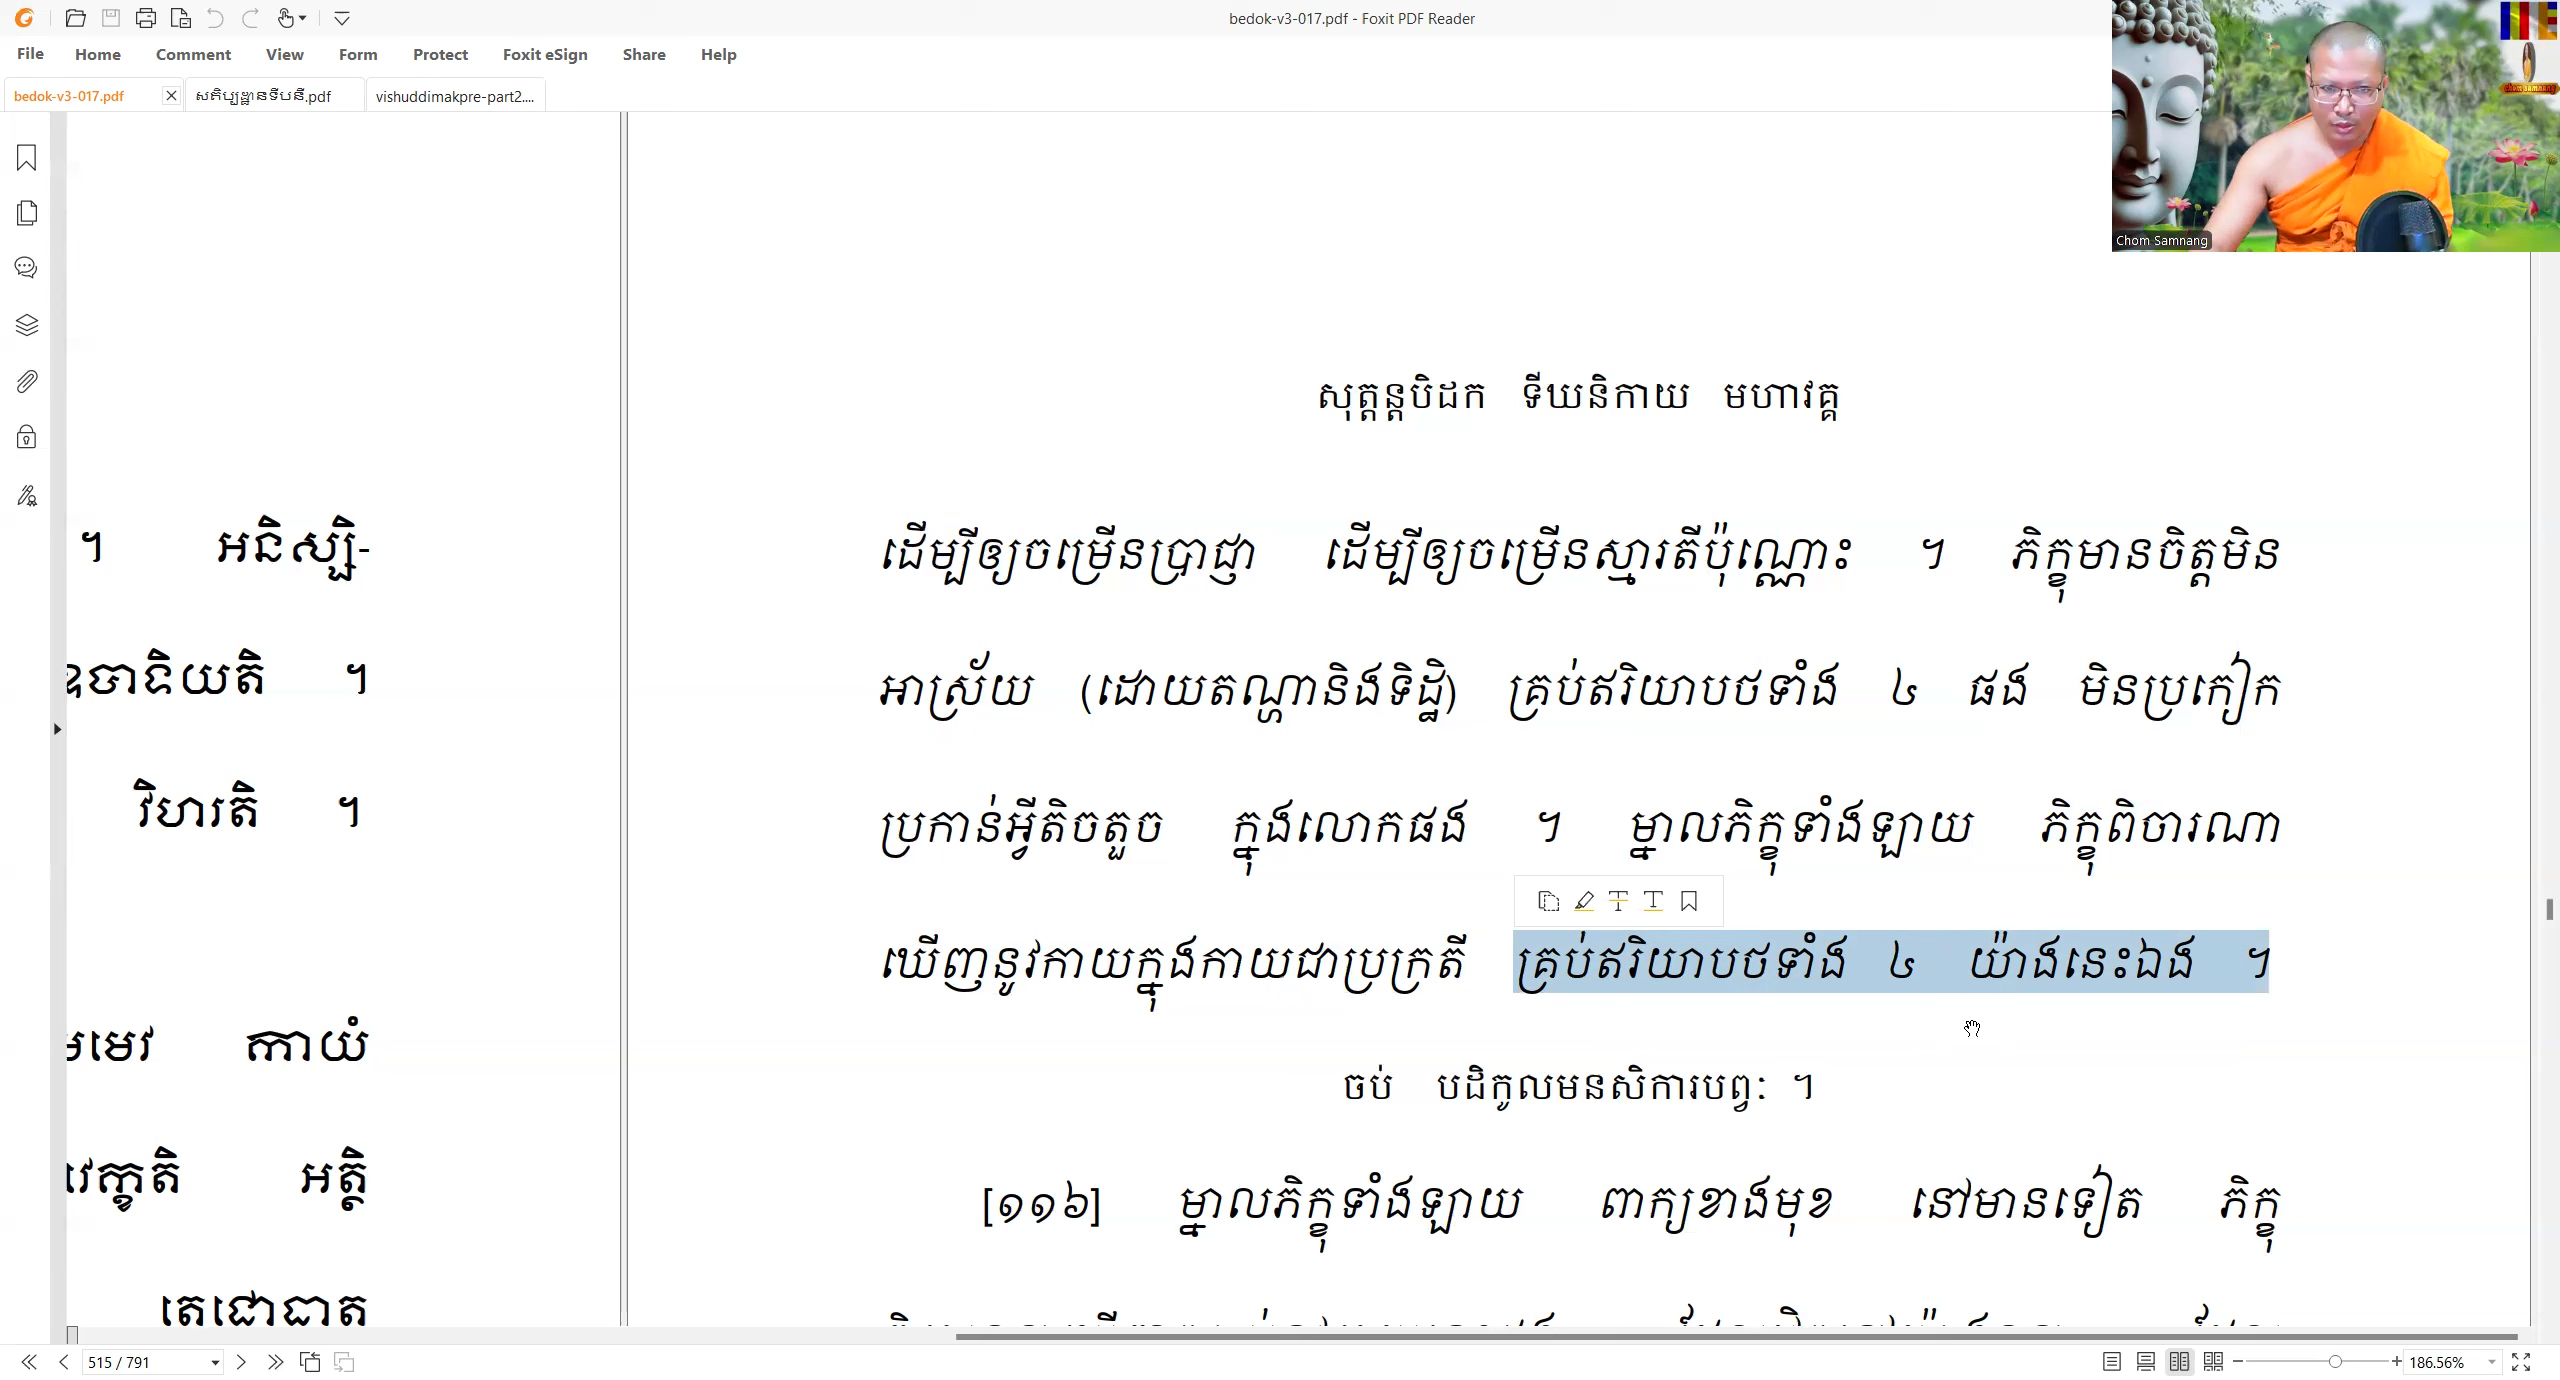 bedok-v3-017.pdf - Foxit PDF Reader
File Home Comment View Form Protect Foxit eSign Share Help
bedok-v3-017.pdf
សតិប្បដ្ឋានទីបនី.pdf
vishuddimakpre-part2....
Chom Samnang
។ អនិស្សិ-
បាទិយតិ ។
វិហរតិ ។
មេវ កាយំ
វេក្ខតិ អត្ថិ
តេជោធាតុ
សុត្តន្តបិដក ទីឃនិកាយ មហាវគ្គ
ដើម្បីឲ្យចម្រើនប្រាជ្ញា ដើម្បីឲ្យចម្រើនស្មារតីប៉ុណ្ណោះ ។ ភិក្ខុមានចិត្តមិន
អាស្រ័យ (ដោយតណ្ហានិងទិដ្ឋិ) គ្រប់ឥរិយាបថទាំង ៤ ផង មិនប្រកៀក
ប្រកាន់អ្វីតិចតួច ក្នុងលោកផង ។ ម្នាលភិក្ខុទាំងឡាយ ភិក្ខុពិចារណា
ឃើញនូវកាយក្នុងកាយជាប្រក្រតី គ្រប់ឥរិយាបថទាំង ៤ យ៉ាងនេះឯង ។
ចប់ បដិកូលមនសិការបព្វៈ ។
[១១៦] ម្នាលភិក្ខុទាំងឡាយ ពាក្យខាងមុខ នៅមានទៀត ភិក្ខុ
515 / 791
186.56%